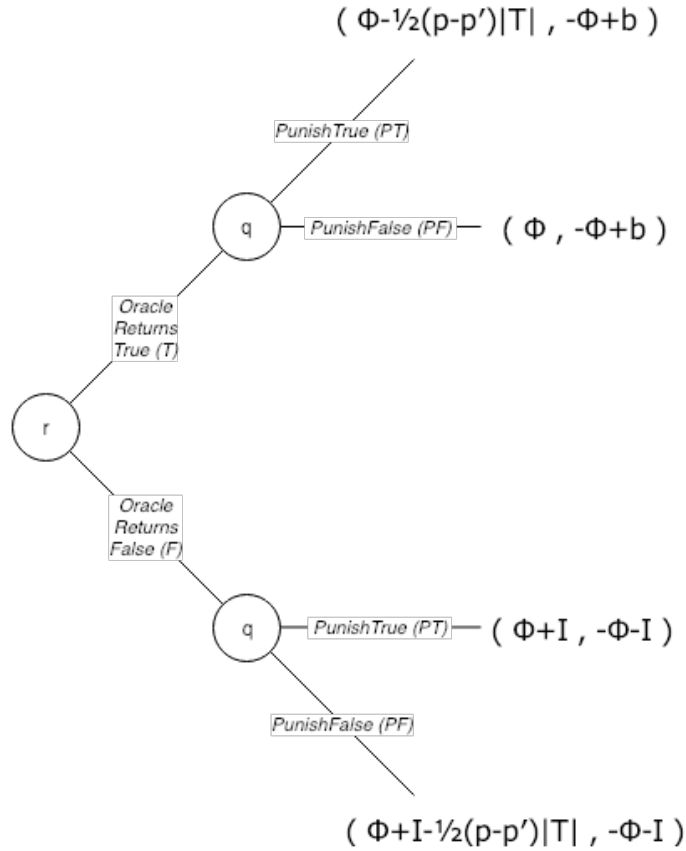 ( Φ-½(p-p′)|T| , -Φ+b )
PunishTrue (PT)
q
PunishFalse (PF)
( Φ , -Φ+b )
Oracle
Returns
True (T)
r
Oracle
Returns
False (F)
q
PunishTrue (PT)
( Φ+I , -Φ-I )
PunishFalse (PF)
( Φ+I-½(p-p′)|T| , -Φ-I )